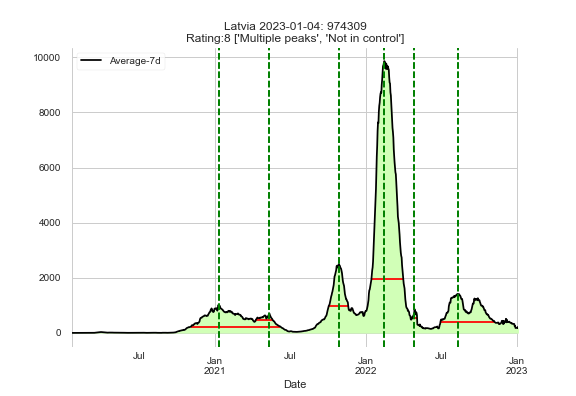 Latvia 2023-01-04: 974309
Rating:8 ['Multiple peaks', 'Not in control']
Average-7d
10000
8000
6000
4000
2000
0
Jul
Jan
2021
Jul
Jan
2022
Jul
Jan
2023
Date